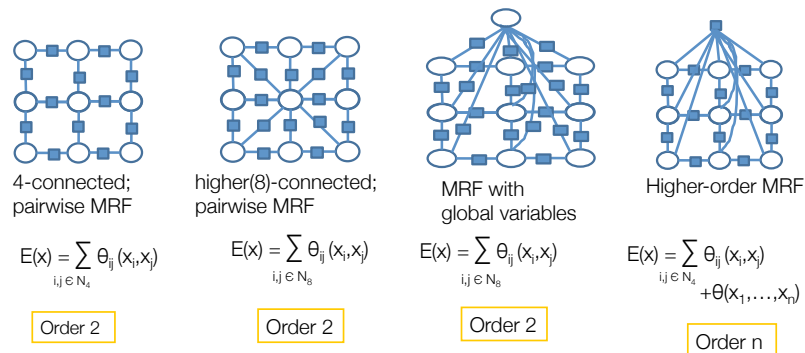 4-connected;
pairwise MRF
E(x) = ∑ θij (xi,xj)
i,j ∈ N4
Order 2
higher(8)-connected;
pairwise MRF
E(x) = ∑ θij (xi,xj)
i,j ∈ N8
Order 2
MRF with
global variables
E(x) = ∑ θij (xi,xj)
i,j ∈ N8
Order 2
Higher-order MRF
E(x) = ∑ θij (xi,xj)
i,j ∈ N4
+θ(x1,…,xn)
Order n